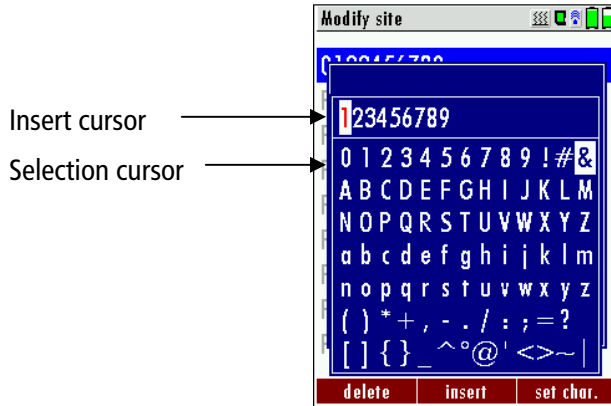 Modify site
Insert cursor
123456789
Selection cursor
0 1 2 3 4 5 6 7 8 9 ! # &
A B C D E F G H I J K L M
N O P Q R S T U V W X Y Z
a b c d e f g h i j k l m
n o p q r s t u v w x y z
( ) * + , - . / : ; = ?
[ ] { } _ ^ ° @ ' < > ~ |
delete insert set char.